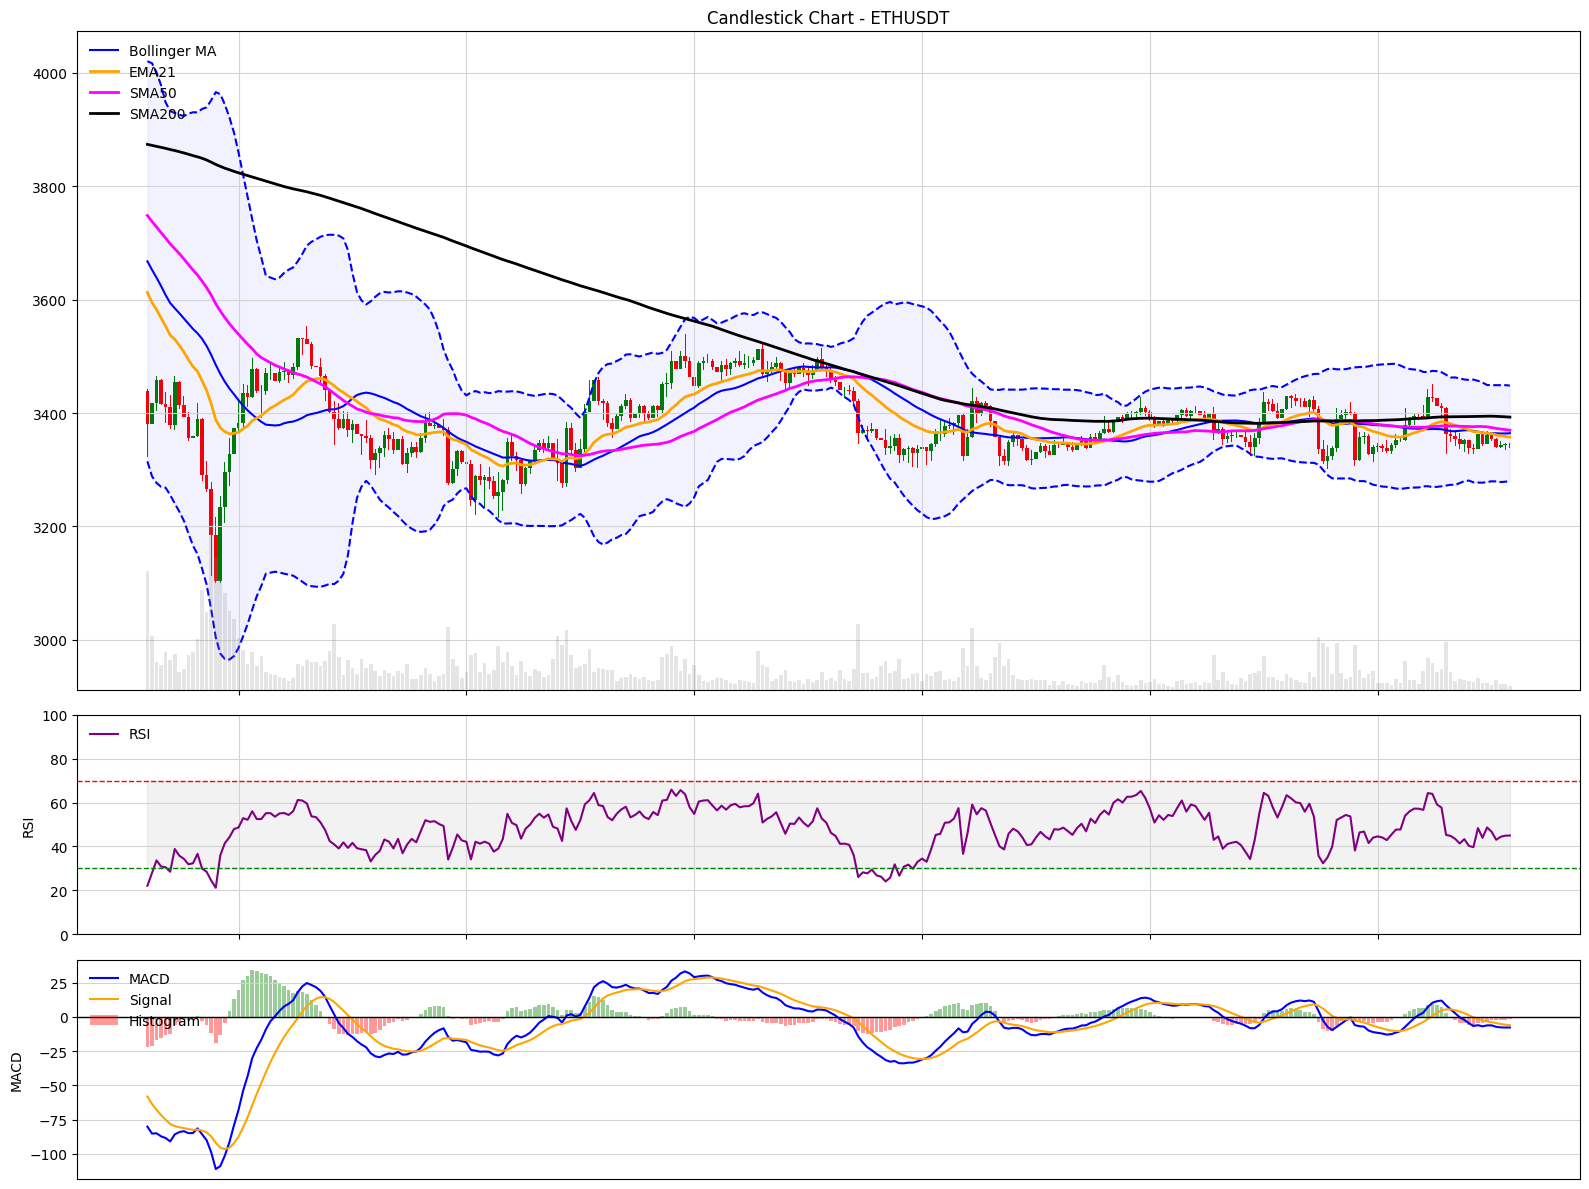 Candlestick Chart - ETHUSDT
Bollinger MA
EMA21
SMA50
SMA200
4000
3800
3600
3400
3200
3000
RSI
100
80
60
40
20
0
RSI
MACD
Signal
Histogram
25
0
−25
−50
−75
−100
MACD